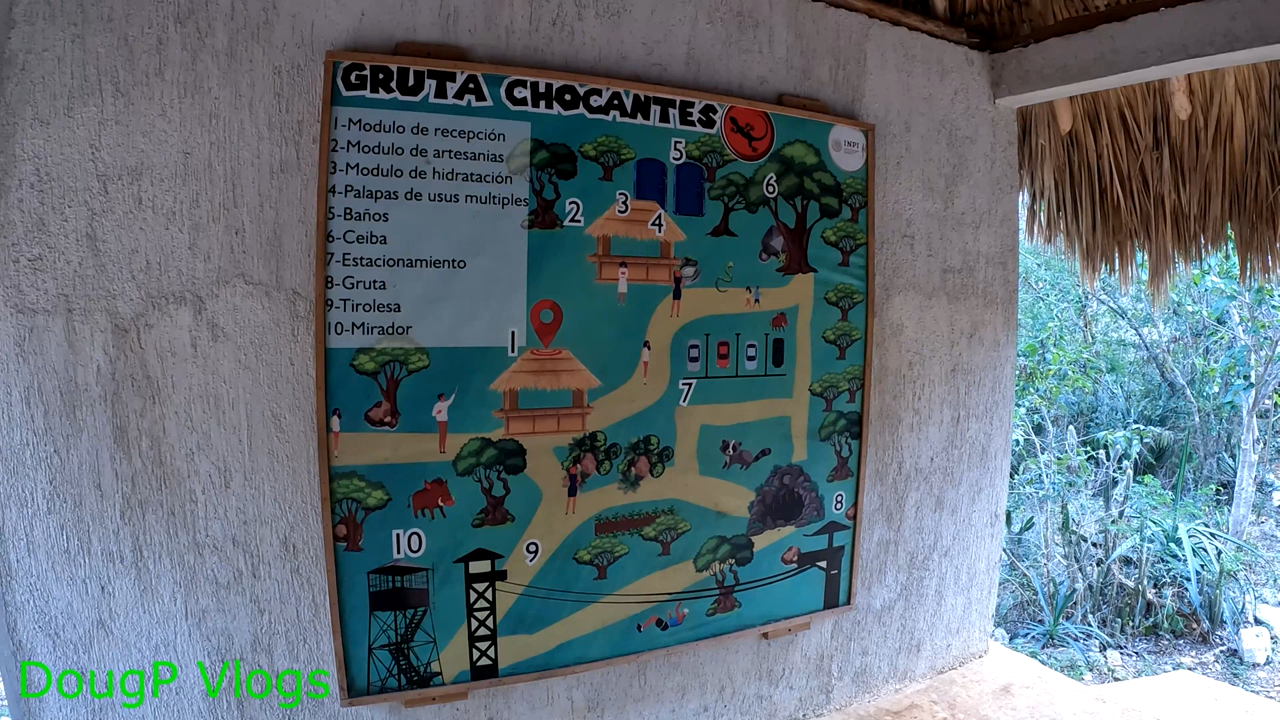 GRUTA CHOCANTES
1-Modulo de recepción
2-Modulo de artesanias
3-Modulo de hidratación
4-Palapas de usus multiples
5-Baños
6-Ceiba
7-Estacionamiento
8-Gruta
9-Tirolesa
10-Mirador
INPI
5
6
2
3
4
1
7
8
10
9
DougP Vlogs